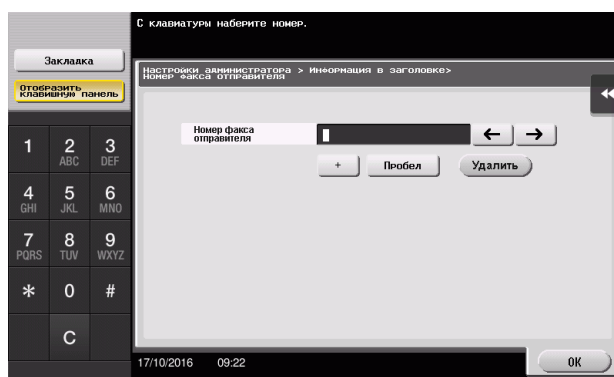 С клавиатуры наберите номер.
Закладка
Отобразить
клавишную панель
Настройки администратора > Информация в заголовке>
Номер факса отправителя
Номер факса
отправителя
← →
+ Пробел Удалить
1 2 3
ABC DEF
4 5 6
GHI JKL MNO
7 8 9
PQRS TUV WXYZ
* 0 #
C
17/10/2016 09:22
OK